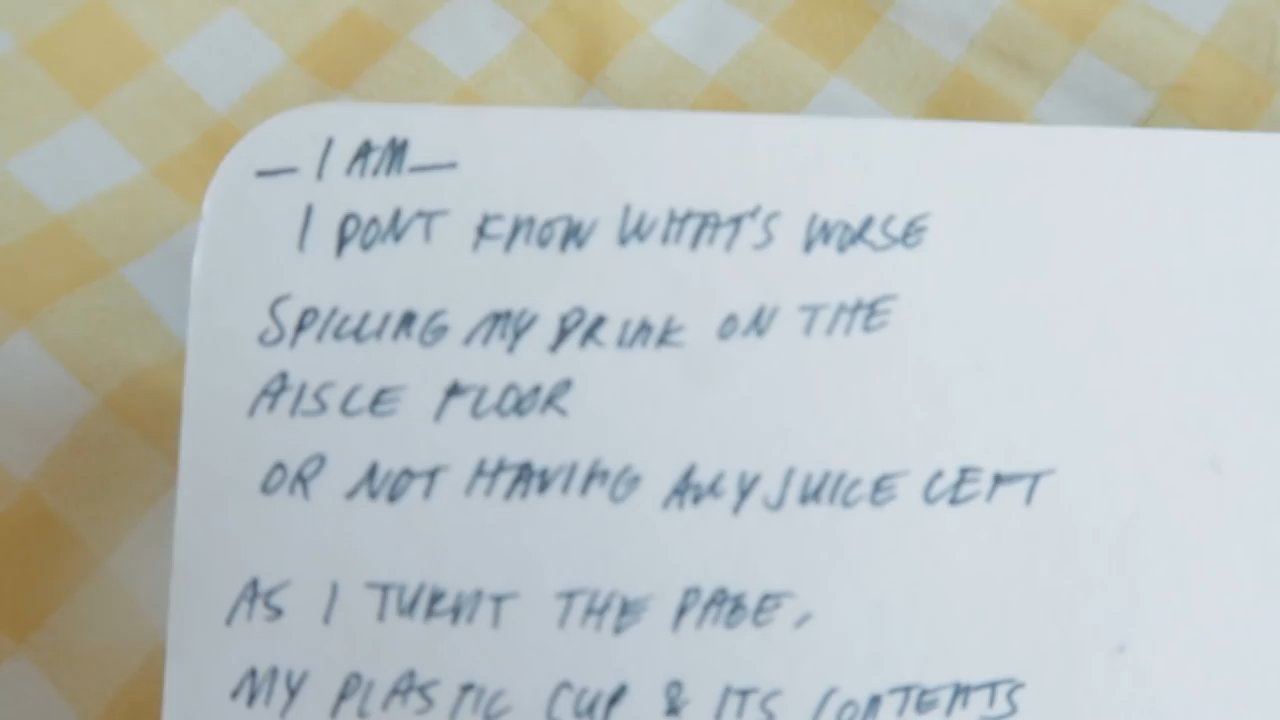 — I AM —
I DONT KNOW WHAT'S WORSE
SPILLING MY DRINK ON THE
AISLE FLOOR
OR NOT HAVING ANY JUICE LEFT
AS I TURNT THE PAGE,
MY PLASTIC CUP & ITS CONTENTS